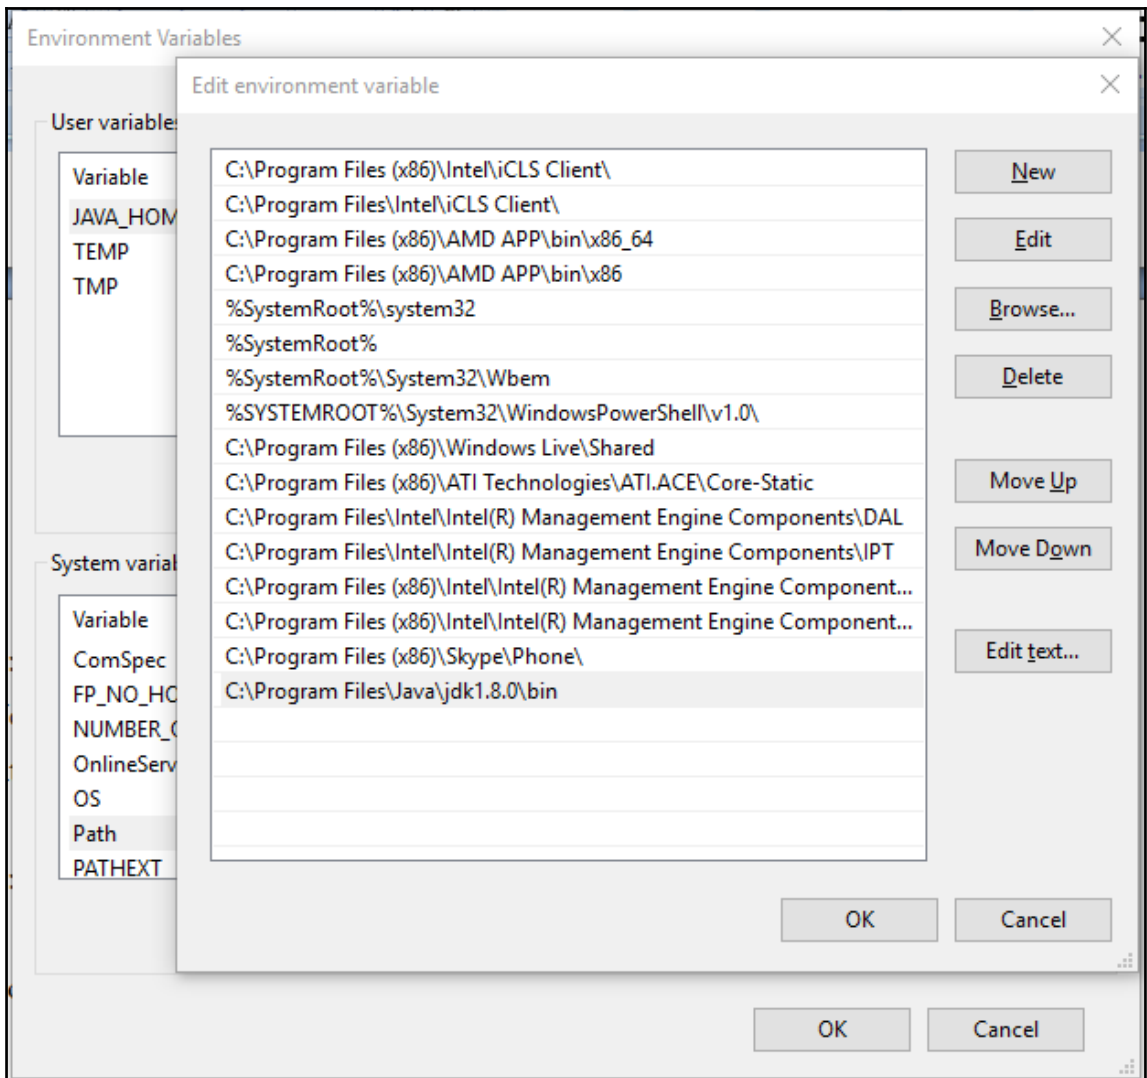 Environment Variables
Edit environment variable
User variables
Variable
JAVA_HOM
TEMP
TMP
C:\Program Files (x86)\Intel\iCLS Client\
C:\Program Files\Intel\iCLS Client\
C:\Program Files (x86)\AMD APP\bin\x86_64
C:\Program Files (x86)\AMD APP\bin\x86
%SystemRoot%\system32
%SystemRoot%
%SystemRoot%\System32\Wbem
%SYSTEMROOT%\System32\WindowsPowerShell\v1.0\
C:\Program Files (x86)\Windows Live\Shared
C:\Program Files (x86)\ATI Technologies\ATI.ACE\Core-Static
C:\Program Files\Intel\Intel(R) Management Engine Components\DAL
C:\Program Files\Intel\Intel(R) Management Engine Components\IPT
C:\Program Files (x86)\Intel\Intel(R) Management Engine Component...
C:\Program Files (x86)\Intel\Intel(R) Management Engine Component...
C:\Program Files (x86)\Skype\Phone\
C:\Program Files\Java\jdk1.8.0\bin
New
Edit
Browse...
Delete
Move Up
Move Down
Edit text...
System variab
Variable
ComSpec
FP_NO_HO
NUMBER_O
OnlineServ
OS
Path
PATHEXT
OK
Cancel
OK
Cancel